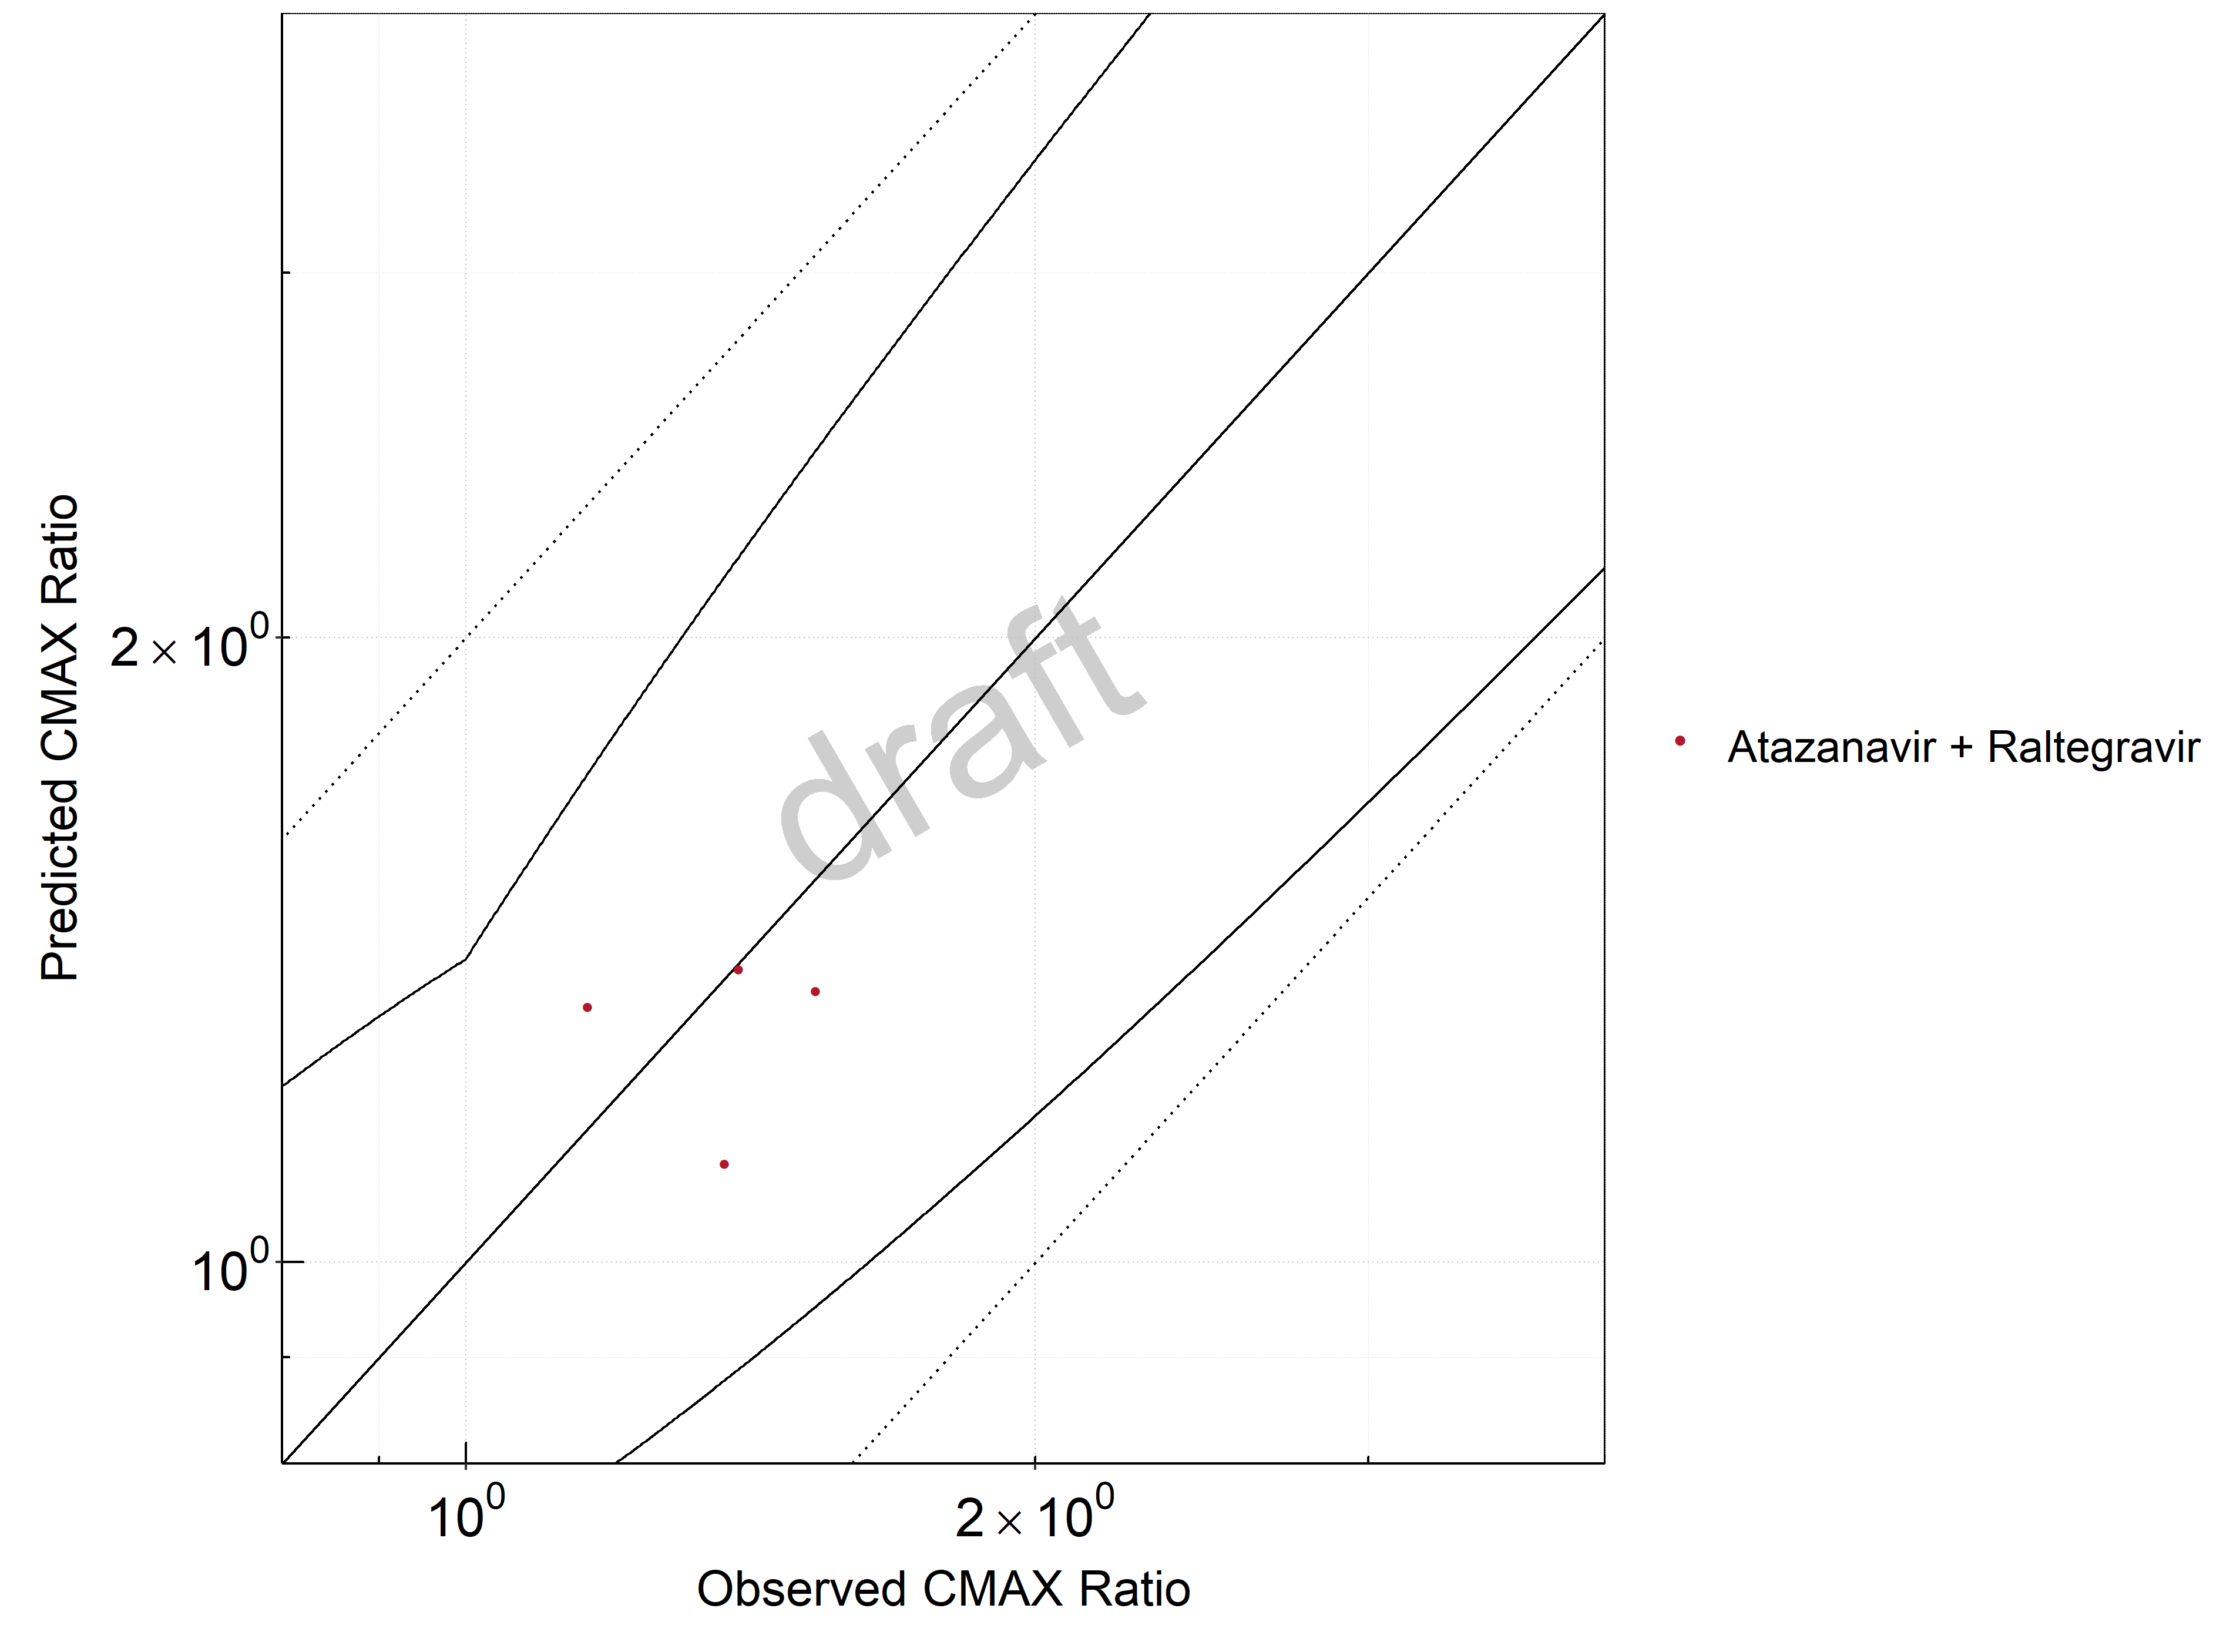 Predicted CMAX Ratio
2 × 10⁰
10⁰
draft
Atazanavir + Raltegravir
10⁰
2 × 10⁰
Observed CMAX Ratio